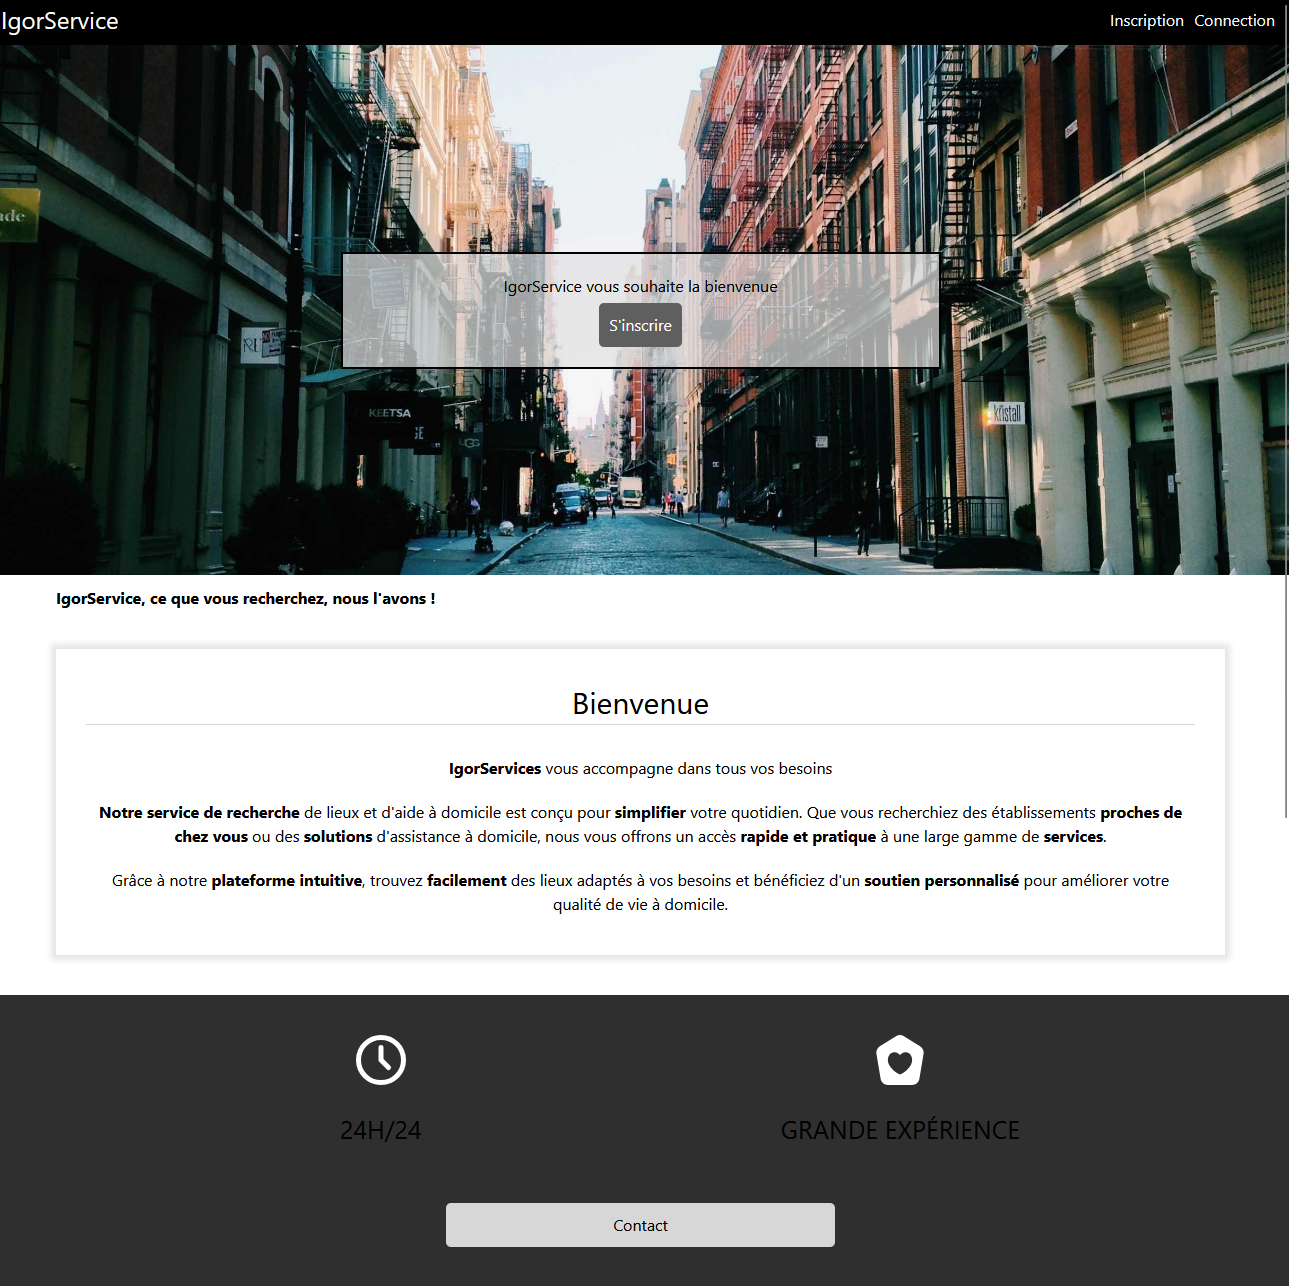 IgorService
Inscription Connection
ade
IgorService vous souhaite la bienvenue
S'inscrire
KEETSA
UGG
kristall
IgorService, ce que vous recherchez, nous l'avons !
Bienvenue
IgorServices vous accompagne dans tous vos besoins
Notre service de recherche de lieux et d'aide à domicile est conçu pour simplifier votre quotidien. Que vous recherchiez des établissements proches de
chez vous ou des solutions d'assistance à domicile, nous vous offrons un accès rapide et pratique à une large gamme de services.
Grâce à notre plateforme intuitive, trouvez facilement des lieux adaptés à vos besoins et bénéficiez d'un soutien personnalisé pour améliorer votre
qualité de vie à domicile.
24H/24
GRANDE EXPÉRIENCE
Contact